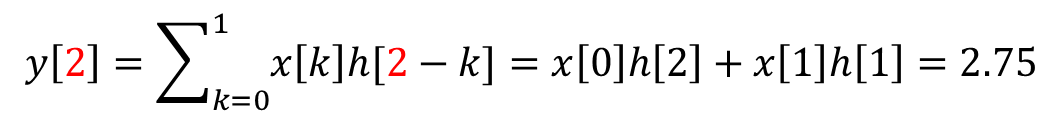 y[2] = ∑_{k=0}^{1} x[k]h[2 − k] = x[0]h[2] + x[1]h[1] = 2.75